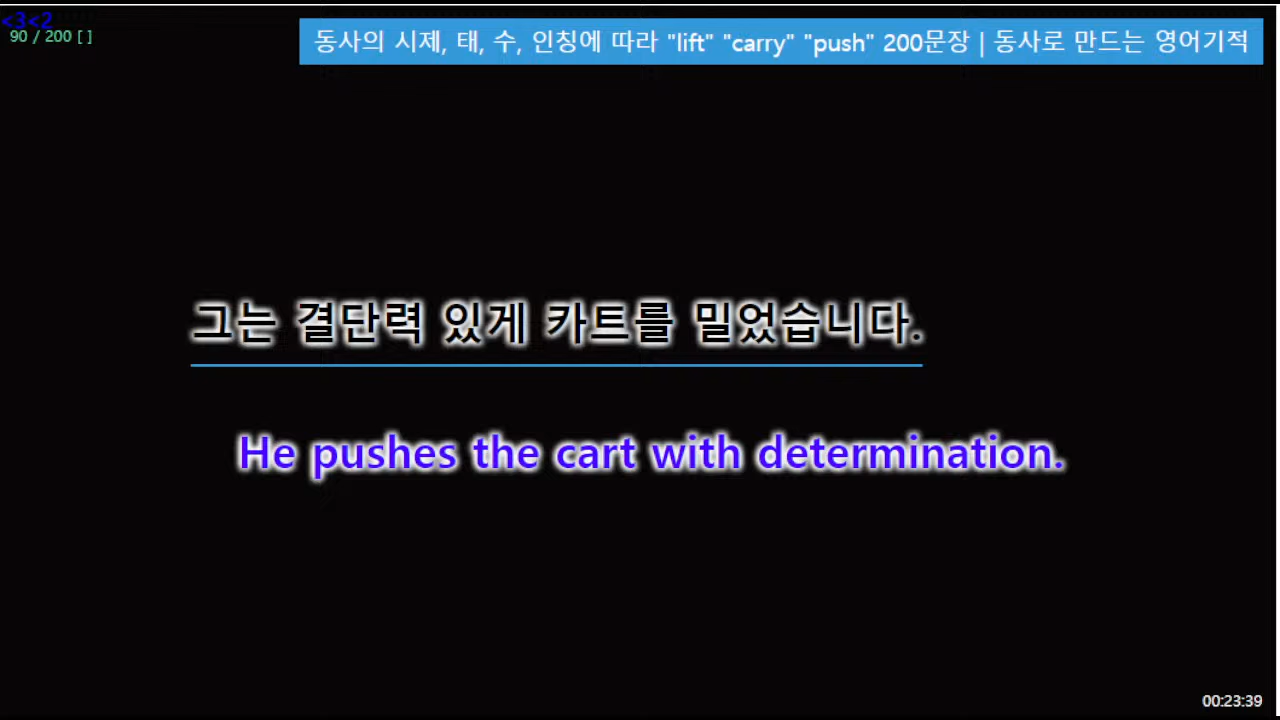 <3<2
90 / 200 [ ]
동사의 시제, 태, 수, 인칭에 따라 "lift" "carry" "push" 200문장 | 동사로 만드는 영어기적
그는 결단력 있게 카트를 밀었습니다.
He pushes the cart with determination.
00:23:39